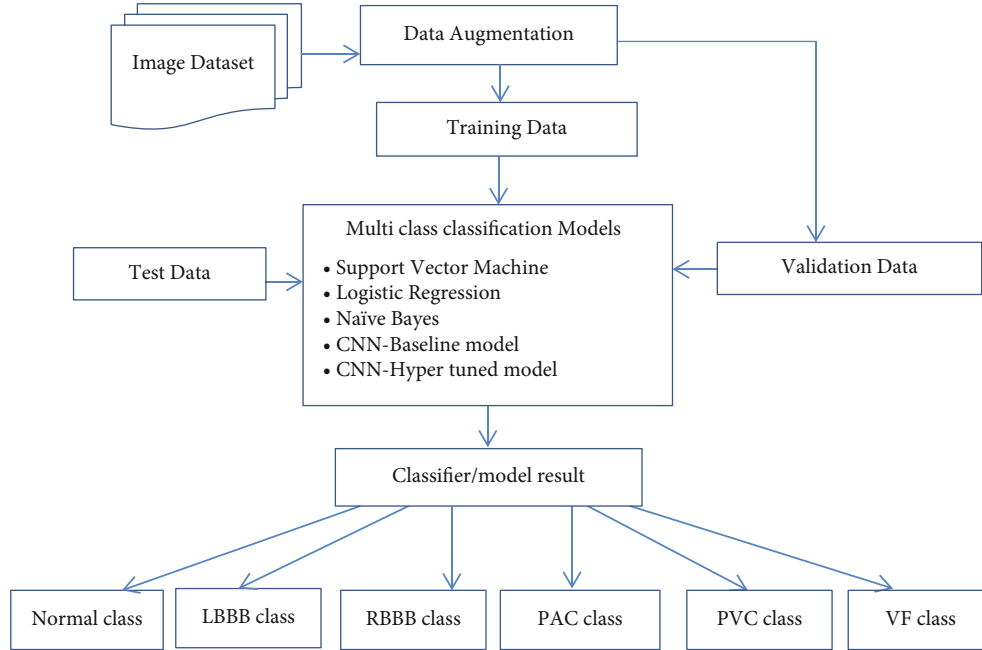 Image Dataset
Data Augmentation
Training Data
Multi class classification Models
• Support Vector Machine
• Logistic Regression
• Naïve Bayes
• CNN-Baseline model
• CNN-Hyper tuned model
Test Data
Validation Data
Classifier/model result
Normal class
LBBB class
RBBB class
PAC class
PVC class
VF class